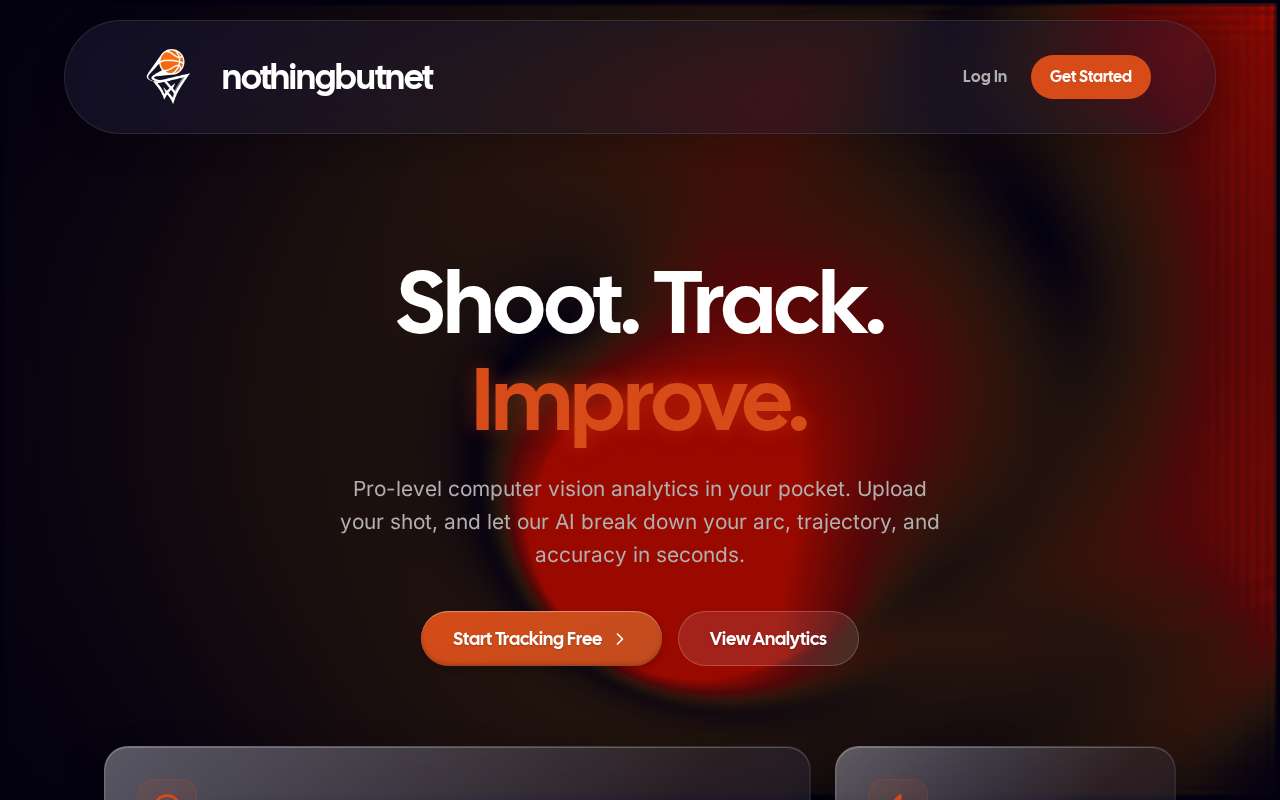 nothingbutnet
Log In
Get Started
Shoot. Track.
Improve.
Pro-level computer vision analytics in your pocket. Upload
your shot, and let our AI break down your arc, trajectory, and
accuracy in seconds.
Start Tracking Free
View Analytics